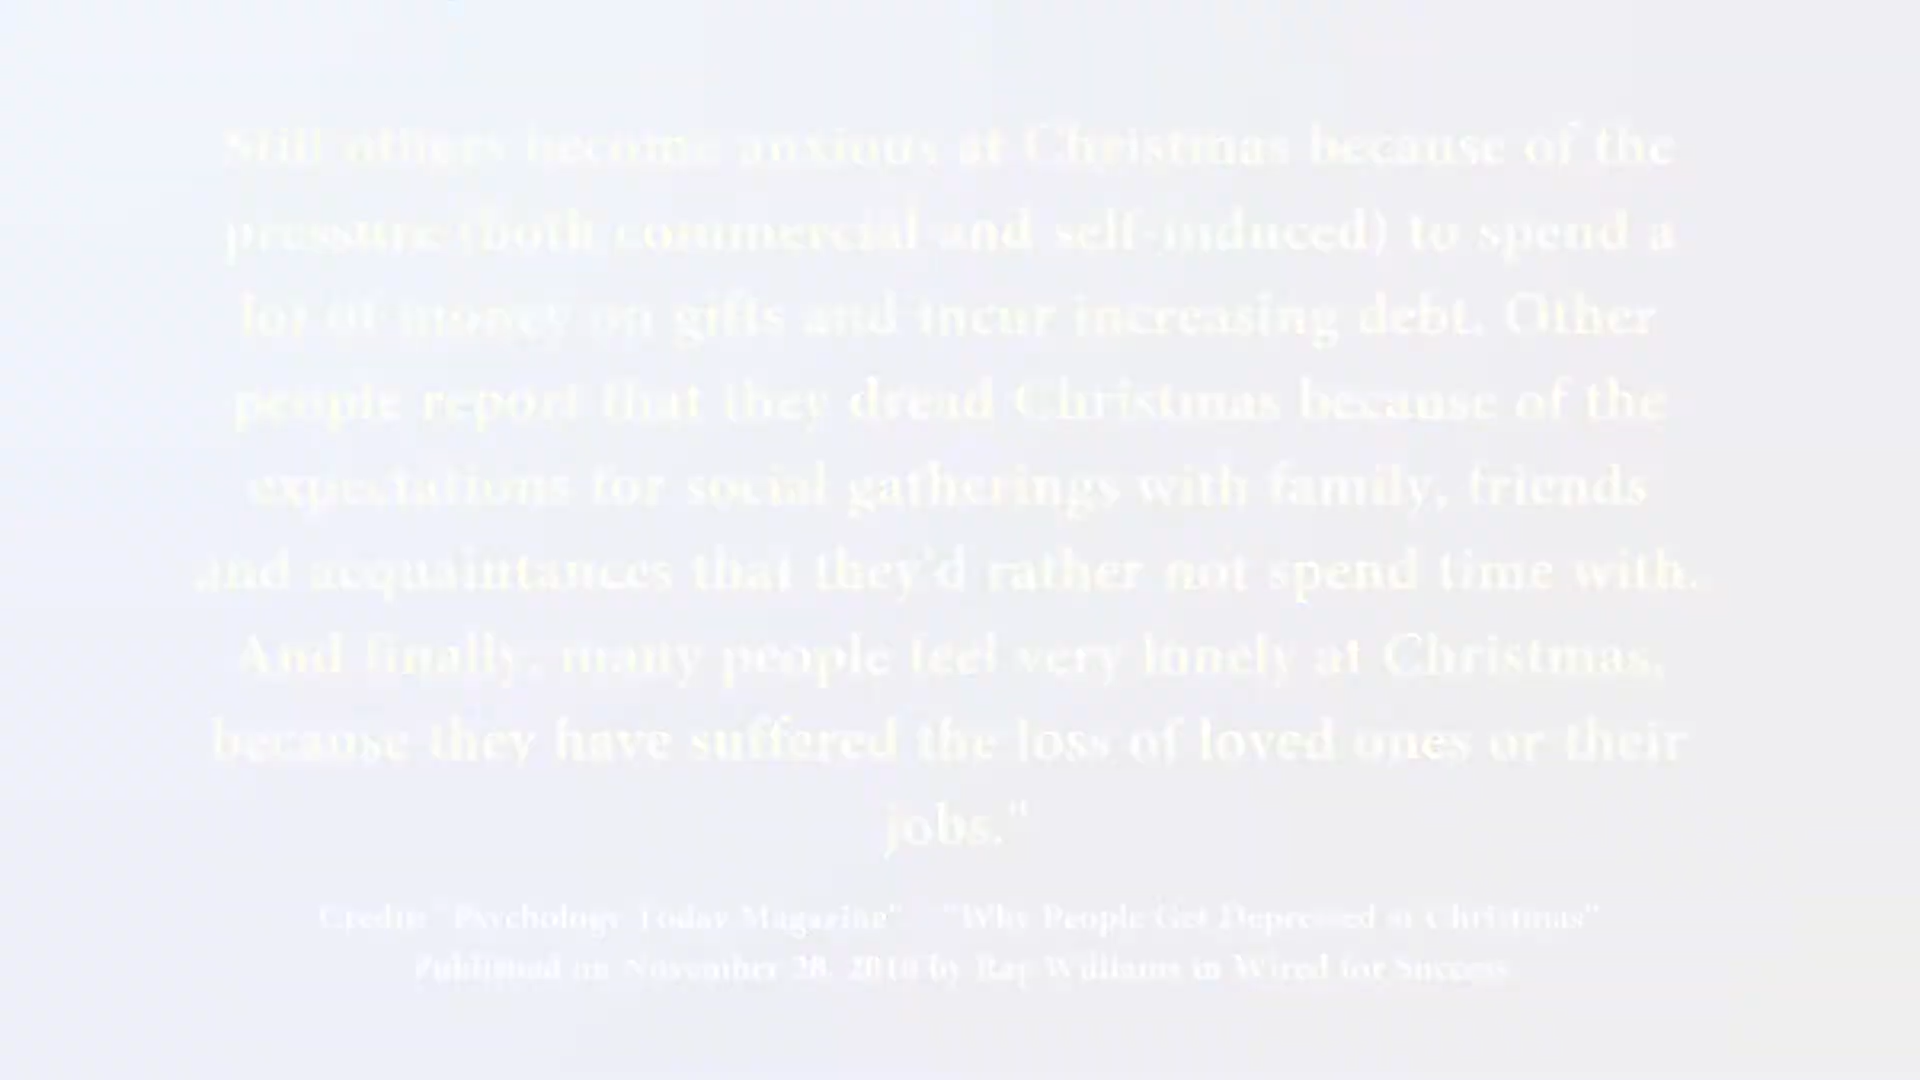 Still others become anxious at Christmas because of the
pressure (both commercial and self-induced) to spend a
lot of money on gifts and incur increasing debt. Other
people report that they dread Christmas because of the
expectations for social gatherings with family, friends
and acquaintances that they'd rather not spend time with.
And finally, many people feel very lonely at Christmas,
because they have suffered the loss of loved ones or their
jobs."
Credit: "Psychology Today Magazine" - "Why People Get Depressed at Christmas"
Published on November 28, 2010 by Ray Williams in Wired for Success